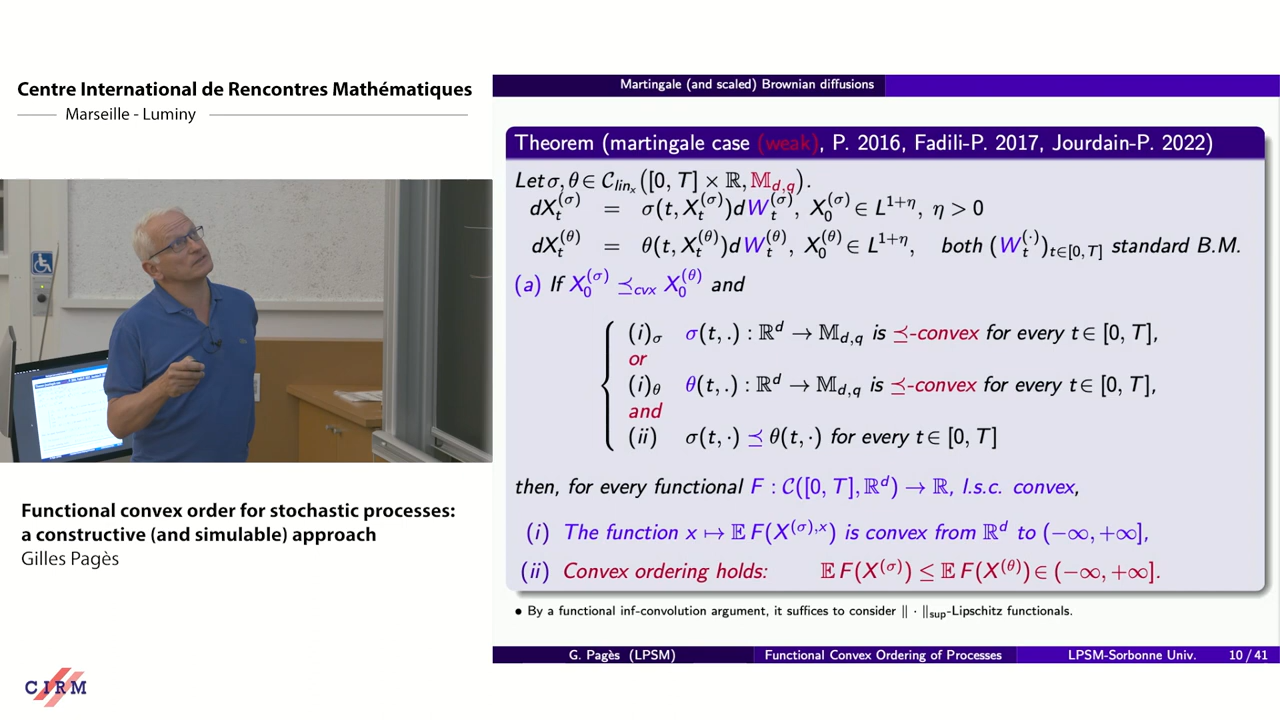 Centre International de Rencontres Mathématiques
Marseille - Luminy
Functional convex order for stochastic processes:
a constructive (and simulable) approach
Gilles Pagès
CIRM
Martingale (and scaled) Brownian diffusions
Theorem (martingale case (weak), P. 2016, Fadili-P. 2017, Jourdain-P. 2022)
Let σ, θ ∈ 𝒞_{lin_x}([0, T] × ℝ, 𝕄_{d,q}).
dX_t^{(σ)} = σ(t, X_t^{(σ)})dW_t^{(σ)}, X_0^{(σ)} ∈ L^{1+η}, η > 0
dX_t^{(θ)} = θ(t, X_t^{(θ)})dW_t^{(θ)}, X_0^{(θ)} ∈ L^{1+η}, both (W_t^{(·)})_{t∈[0,T]} standard B.M.
(a) If X_0^{(σ)} ⪯_{cvx} X_0^{(θ)} and
(i)_σ σ(t, .) : ℝ^d → 𝕄_{d,q} is ⪯-convex for every t ∈ [0, T],
or
(i)_θ θ(t, .) : ℝ^d → 𝕄_{d,q} is ⪯-convex for every t ∈ [0, T],
and
(ii) σ(t, ·) ⪯ θ(t, ·) for every t ∈ [0, T]
then, for every functional F : 𝒞([0, T], ℝ^d) → ℝ, l.s.c. convex,
(i) The function x ↦ 𝔼 F(X^{(σ),x}) is convex from ℝ^d to (−∞, +∞],
(ii) Convex ordering holds: 𝔼 F(X^{(σ)}) ≤ 𝔼 F(X^{(θ)}) ∈ (−∞, +∞].
• By a functional inf-convolution argument, it suffices to consider ‖ · ‖_{sup}-Lipschitz functionals.
G. Pagès (LPSM) Functional Convex Ordering of Processes LPSM-Sorbonne Univ. 10 / 41